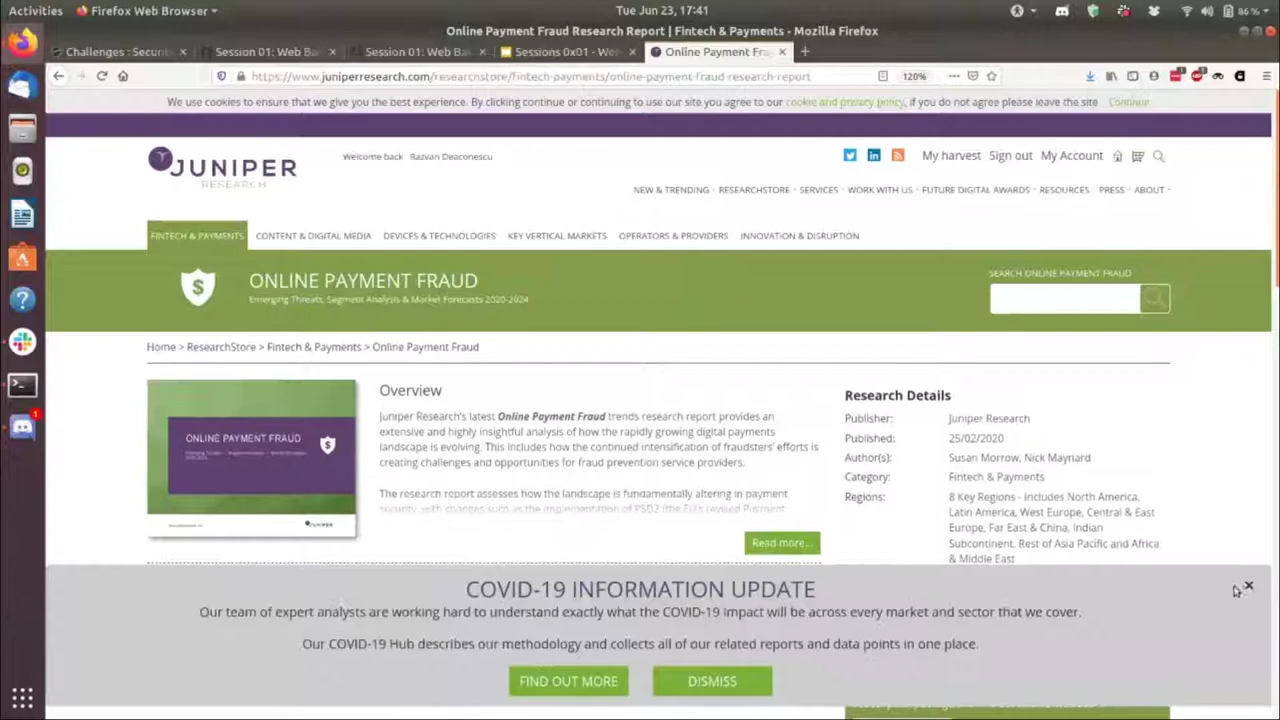 Activities
Firefox Web Browser
Tue Jun 23, 17:41
86 %
Online Payment Fraud Research Report | Fintech & Payments - Mozilla Firefox
Challenges : Securit
Session 01: Web Ba
Session 01: Web Ba
Sessions 0x01 - We
Online Payment Fra
https://www.juniperresearch.com/researchstore/fintech-payments/online-payment-fraud-research-report
120%
We use cookies to ensure that we give you the best experience. By clicking continue or continuing to use our site you agree to our cookie and privacy policy, if you do not agree please leave the site Continue
JUNIPER
RESEARCH
Welcome back Razvan Deaconescu
My harvest Sign out My Account
NEW & TRENDING RESEARCHSTORE SERVICES WORK WITH US FUTURE DIGITAL AWARDS RESOURCES PRESS ABOUT
FINTECH & PAYMENTS CONTENT & DIGITAL MEDIA DEVICES & TECHNOLOGIES KEY VERTICAL MARKETS OPERATORS & PROVIDERS INNOVATION & DISRUPTION
ONLINE PAYMENT FRAUD
Emerging Threats, Segment Analysis & Market Forecasts 2020-2024
SEARCH ONLINE PAYMENT FRAUD
Home > ResearchStore > Fintech & Payments > Online Payment Fraud
ONLINE PAYMENT FRAUD
JUNIPER
Overview
Juniper Research's latest Online Payment Fraud trends research report provides an
extensive and highly insightful analysis of how the rapidly growing digital payments
landscape is evolving. This includes how the continued intensification of fraudsters' efforts is
creating challenges and opportunities for fraud prevention service providers.
The research report assesses how the landscape is fundamentally altering in payment
security, with changes such as the implementation of PSD2 (the EU's revised Payment
Read more...
Research Details
Publisher: Juniper Research
Published: 25/02/2020
Author(s): Susan Morrow, Nick Maynard
Category: Fintech & Payments
Regions: 8 Key Regions - includes North America,
Latin America, West Europe, Central & East
Europe, Far East & China, Indian
Subcontinent, Rest of Asia Pacific and Africa
& Middle East
COVID-19 INFORMATION UPDATE
Our team of expert analysts are working hard to understand exactly what the COVID-19 impact will be across every market and sector that we cover.
Our COVID-19 Hub describes our methodology and collects all of our related reports and data points in one place.
FIND OUT MORE
DISMISS